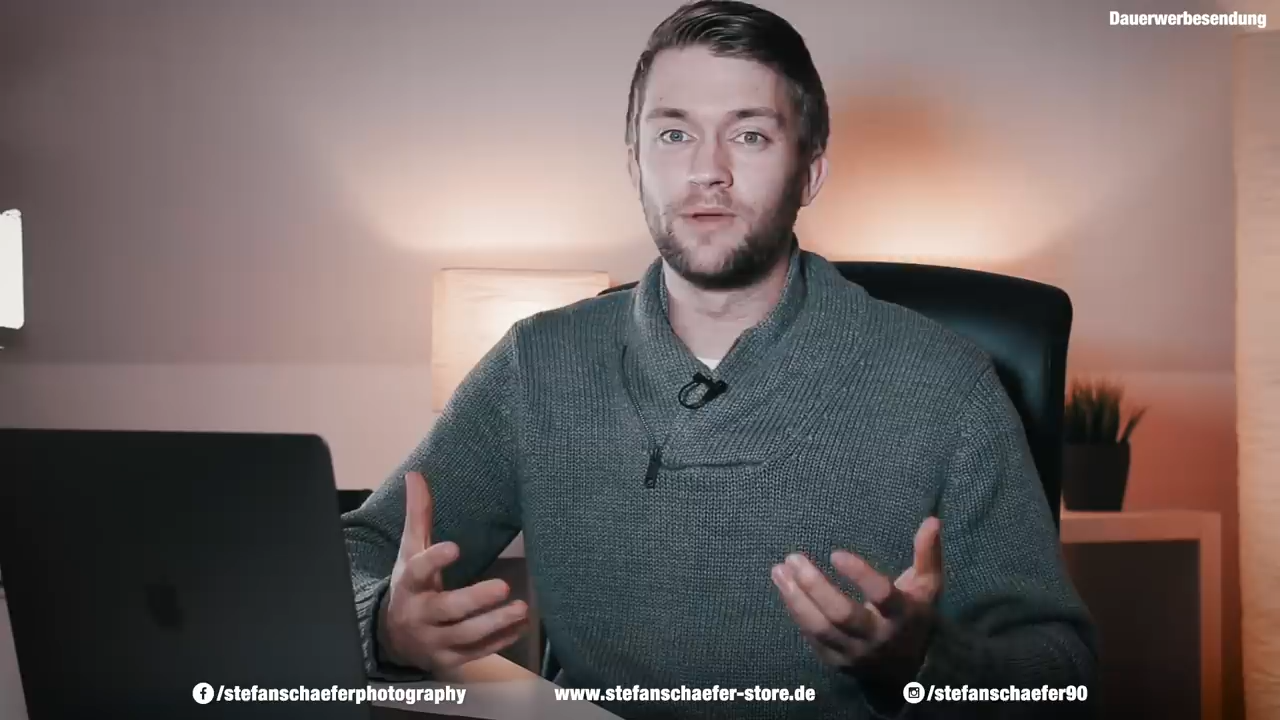 Dauerwerbesendung
/stefanschaeferphotography
www.stefanschaefer-store.de
/stefanschaefer90